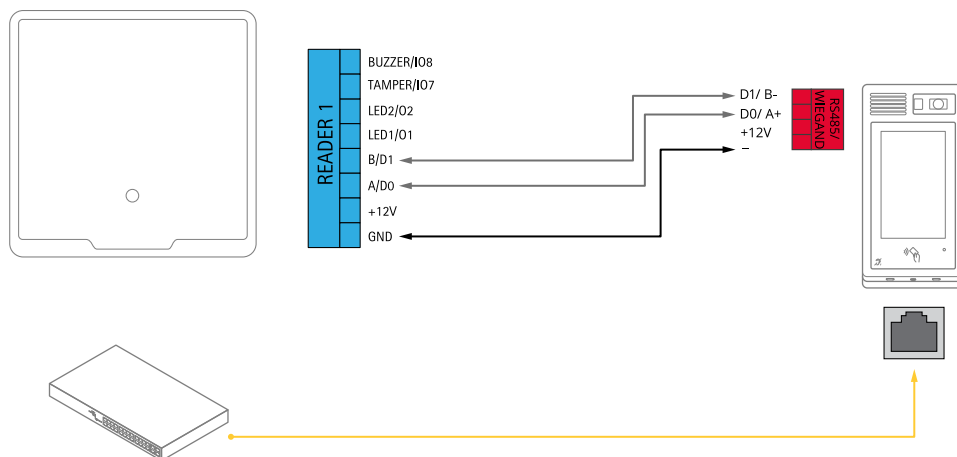 READER 1
BUZZER/IO8
TAMPER/IO7
LED2/O2
LED1/O1
B/D1
A/D0
+12V
GND
D1/ B-
D0/ A+
+12V
–
RS485/
WIEGAND